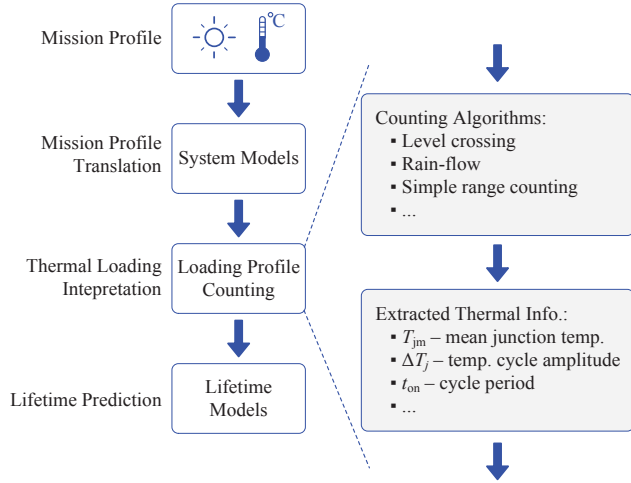 Mission Profile
°C
Mission Profile
Translation
System Models
Thermal Loading
Intepretation
Loading Profile
Counting
Lifetime Prediction
Lifetime
Models
Counting Algorithms:
▪ Level crossing
▪ Rain-flow
▪ Simple range counting
▪ ...
Extracted Thermal Info.:
▪ Tjm – mean junction temp.
▪ ΔTj – temp. cycle amplitude
▪ ton – cycle period
▪ ...